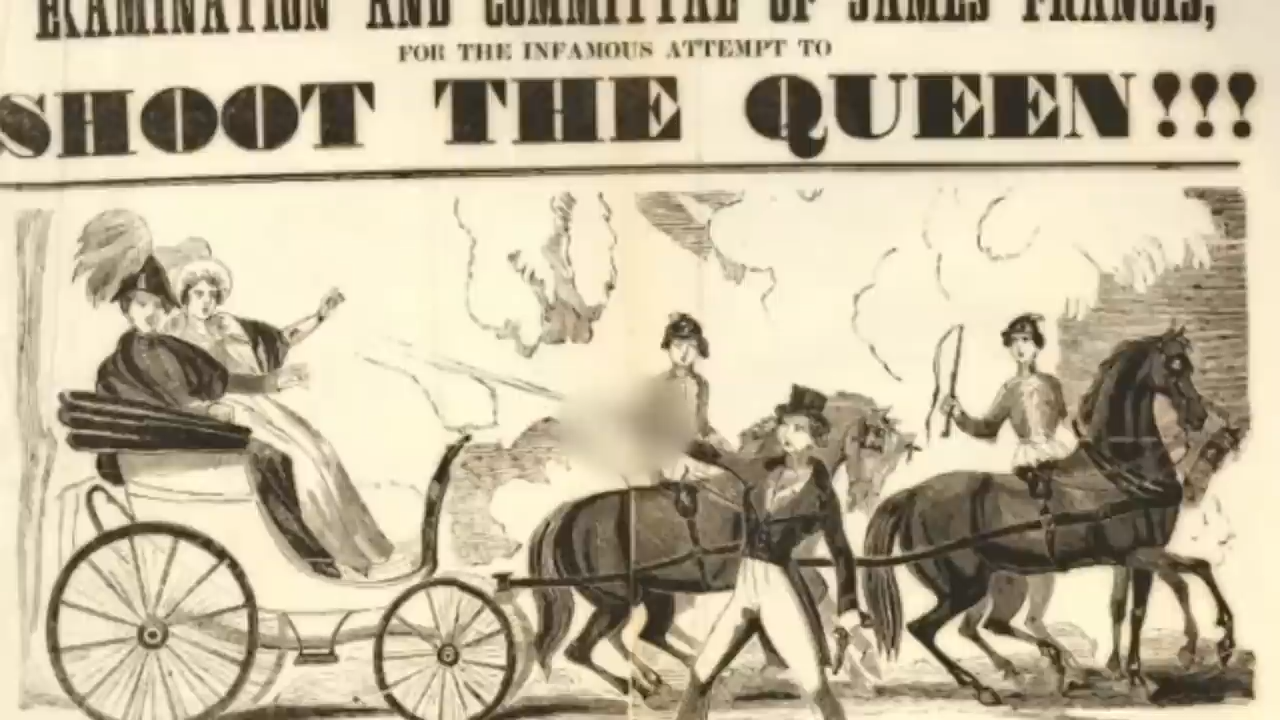 EXAMINATION AND COMMITTAL OF JAMES FRANCIS,
FOR THE INFAMOUS ATTEMPT TO
SHOOT THE QUEEN!!!